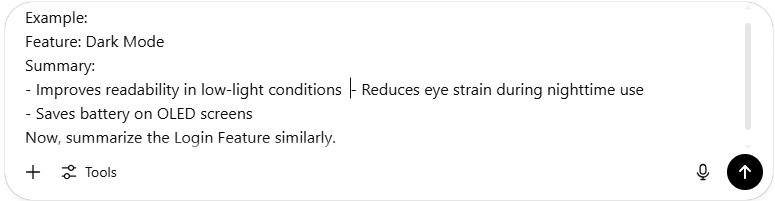 Example:
Feature: Dark Mode
Summary:
- Improves readability in low-light conditions - Reduces eye strain during nighttime use
- Saves battery on OLED screens
Now, summarize the Login Feature similarly.
Tools